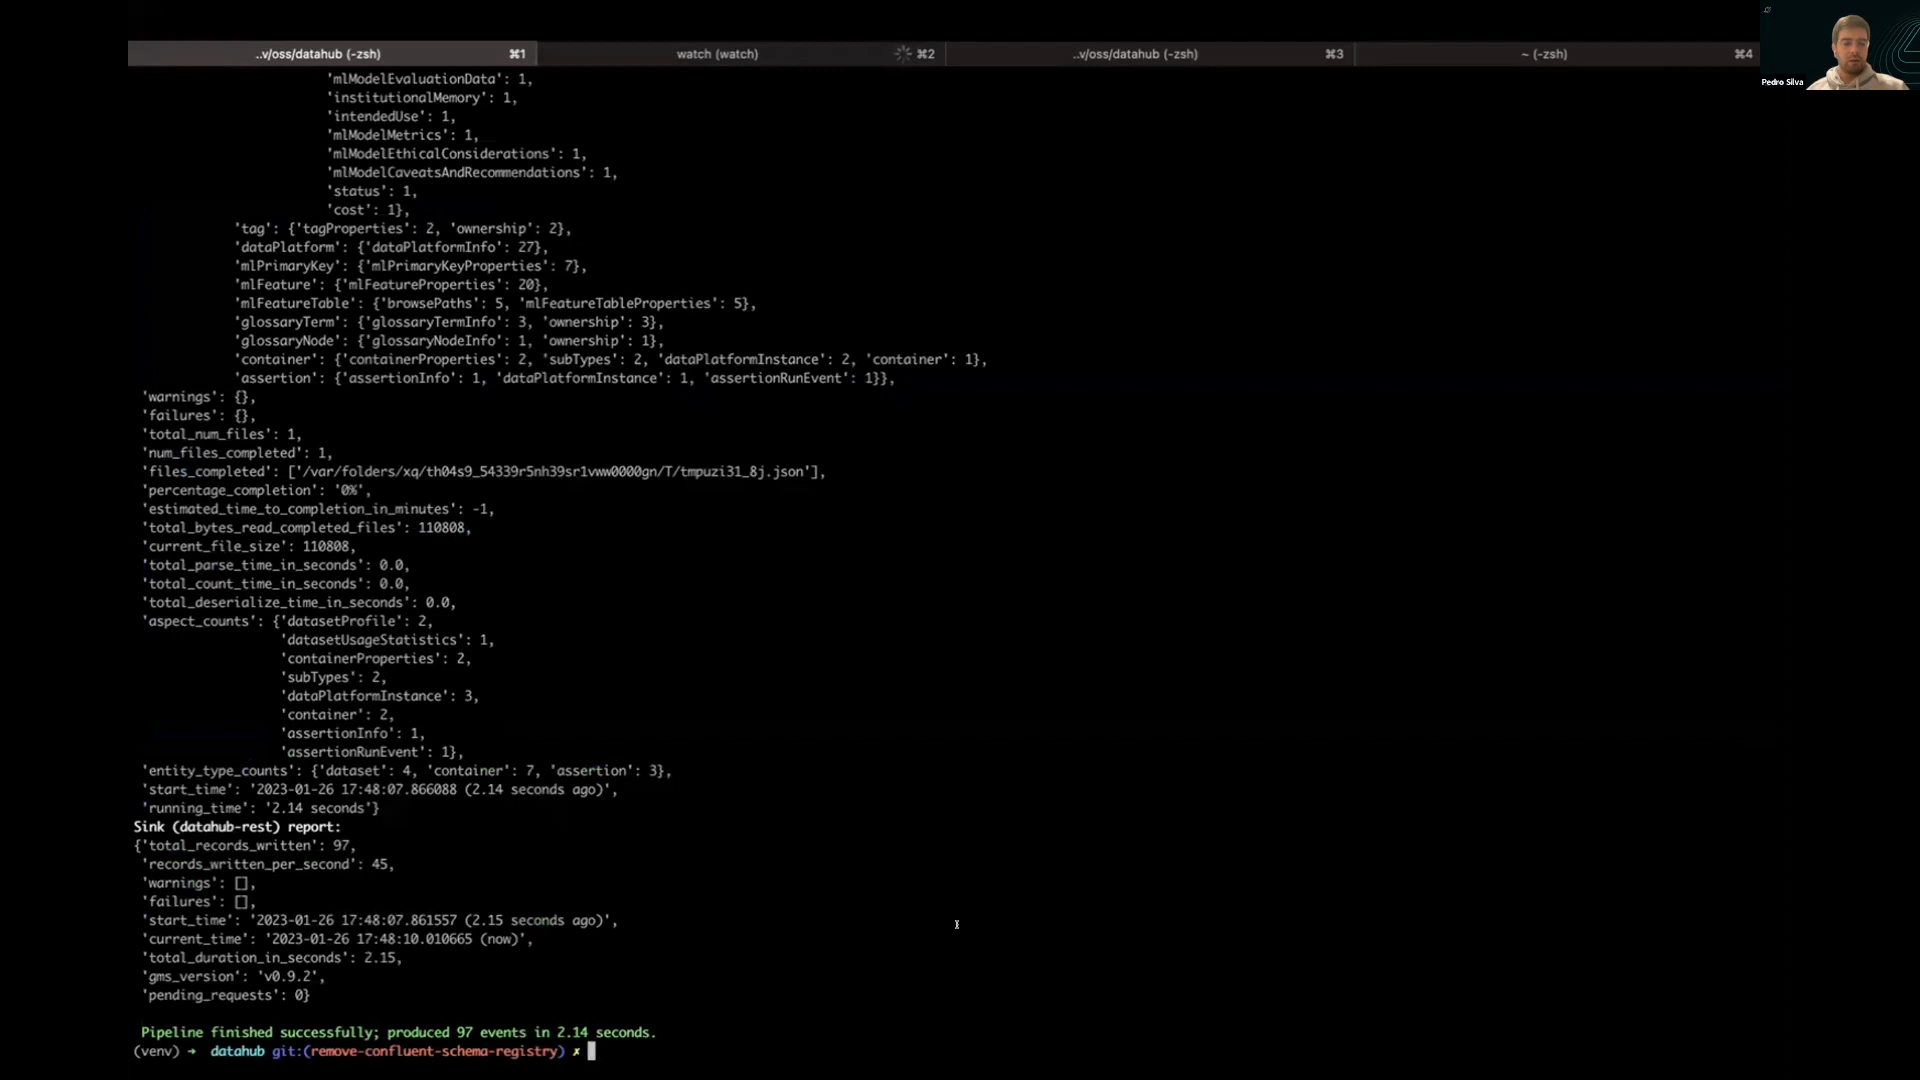 ..v/oss/datahub (-zsh) ⌘1 watch (watch) ⌘2 ..v/oss/datahub (-zsh) ⌘3 ~ (-zsh) ⌘4
Pedro Silva
'mlModelEvaluationData': 1,
'institutionalMemory': 1,
'intendedUse': 1,
'mlModelMetrics': 1,
'mlModelEthicalConsiderations': 1,
'mlModelCaveatsAndRecommendations': 1,
'status': 1,
'cost': 1},
'tag': {'tagProperties': 2, 'ownership': 2},
'dataPlatform': {'dataPlatformInfo': 27},
'mlPrimaryKey': {'mlPrimaryKeyProperties': 7},
'mlFeature': {'mlFeatureProperties': 20},
'mlFeatureTable': {'browsePaths': 5, 'mlFeatureTableProperties': 5},
'glossaryTerm': {'glossaryTermInfo': 3, 'ownership': 3},
'glossaryNode': {'glossaryNodeInfo': 1, 'ownership': 1},
'container': {'containerProperties': 2, 'subTypes': 2, 'dataPlatformInstance': 2, 'container': 1},
'assertion': {'assertionInfo': 1, 'dataPlatformInstance': 1, 'assertionRunEvent': 1}},
'warnings': {},
'failures': {},
'total_num_files': 1,
'num_files_completed': 1,
'files_completed': ['/var/folders/xq/th04s9_54339r5nh39sr1vww0000gn/T/tmpuzi31_8j.json'],
'percentage_completion': '0%',
'estimated_time_to_completion_in_minutes': -1,
'total_bytes_read_completed_files': 110808,
'current_file_size': 110808,
'total_parse_time_in_seconds': 0.0,
'total_count_time_in_seconds': 0.0,
'total_deserialize_time_in_seconds': 0.0,
'aspect_counts': {'datasetProfile': 2,
'datasetUsageStatistics': 1,
'containerProperties': 2,
'subTypes': 2,
'dataPlatformInstance': 3,
'container': 2,
'assertionInfo': 1,
'assertionRunEvent': 1},
'entity_type_counts': {'dataset': 4, 'container': 7, 'assertion': 3},
'start_time': '2023-01-26 17:48:07.866088 (2.14 seconds ago)',
'running_time': '2.14 seconds'}
Sink (datahub-rest) report:
{'total_records_written': 97,
'records_written_per_second': 45,
'warnings': [],
'failures': [],
'start_time': '2023-01-26 17:48:07.861557 (2.15 seconds ago)',
'current_time': '2023-01-26 17:48:10.010665 (now)',
'total_duration_in_seconds': 2.15,
'gms_version': 'v0.9.2',
'pending_requests': 0}
Pipeline finished successfully; produced 97 events in 2.14 seconds.
(venv) → datahub git:(remove-confluent-schema-registry) ✗